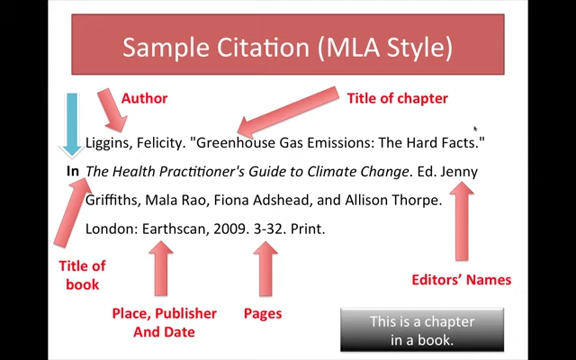 Sample Citation (MLA Style)
Author
Title of chapter
Liggins, Felicity. "Greenhouse Gas Emissions: The Hard Facts."
In The Health Practitioner's Guide to Climate Change. Ed. Jenny
Griffiths, Mala Rao, Fiona Adshead, and Allison Thorpe.
London: Earthscan, 2009. 3-32. Print.
Title of
book
Editors' Names
Place, Publisher
And Date
Pages
This is a chapter
in a book.